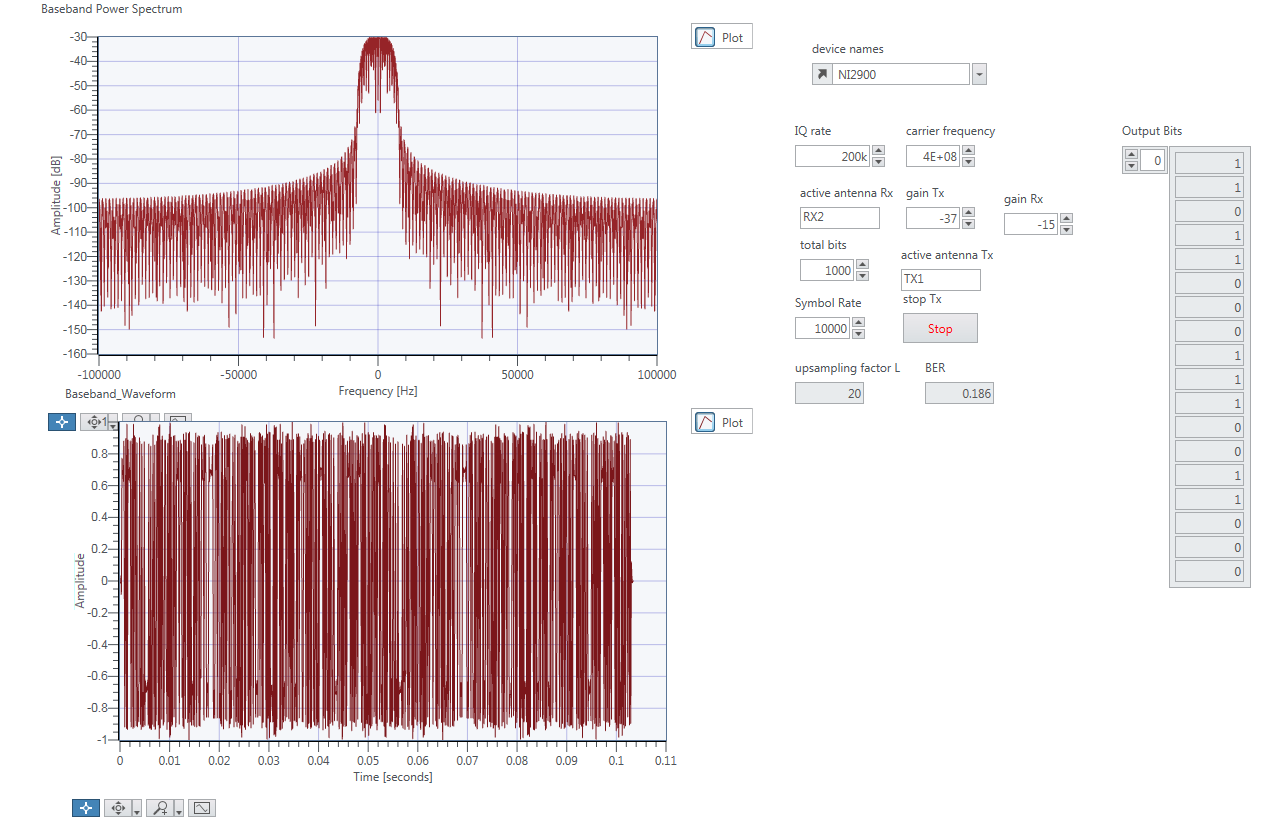 Baseband Power Spectrum
-30
-40
-50
-60
-70
-80
-90
-100
-110
-120
-130
-140
-150
-160
Amplitude [dB]
-100000
-50000
0
50000
100000
Frequency [Hz]
Plot
device names
NI2900
IQ rate
carrier frequency
200k
4E+08
active antenna Rx
gain Tx
gain Rx
RX2
-37
-15
total bits
active antenna Tx
1000
TX1
Symbol Rate
stop Tx
10000
Stop
upsampling factor L
BER
20
0.186
Output Bits
0
1
1
0
1
1
0
0
0
1
1
1
0
0
1
1
0
0
0
Baseband_Waveform
1
Plot
0.8
0.6
0.4
0.2
0
-0.2
-0.4
-0.6
-0.8
-1
Amplitude
0
0.01
0.02
0.03
0.04
0.05
0.06
0.07
0.08
0.09
0.1
0.11
Time [seconds]